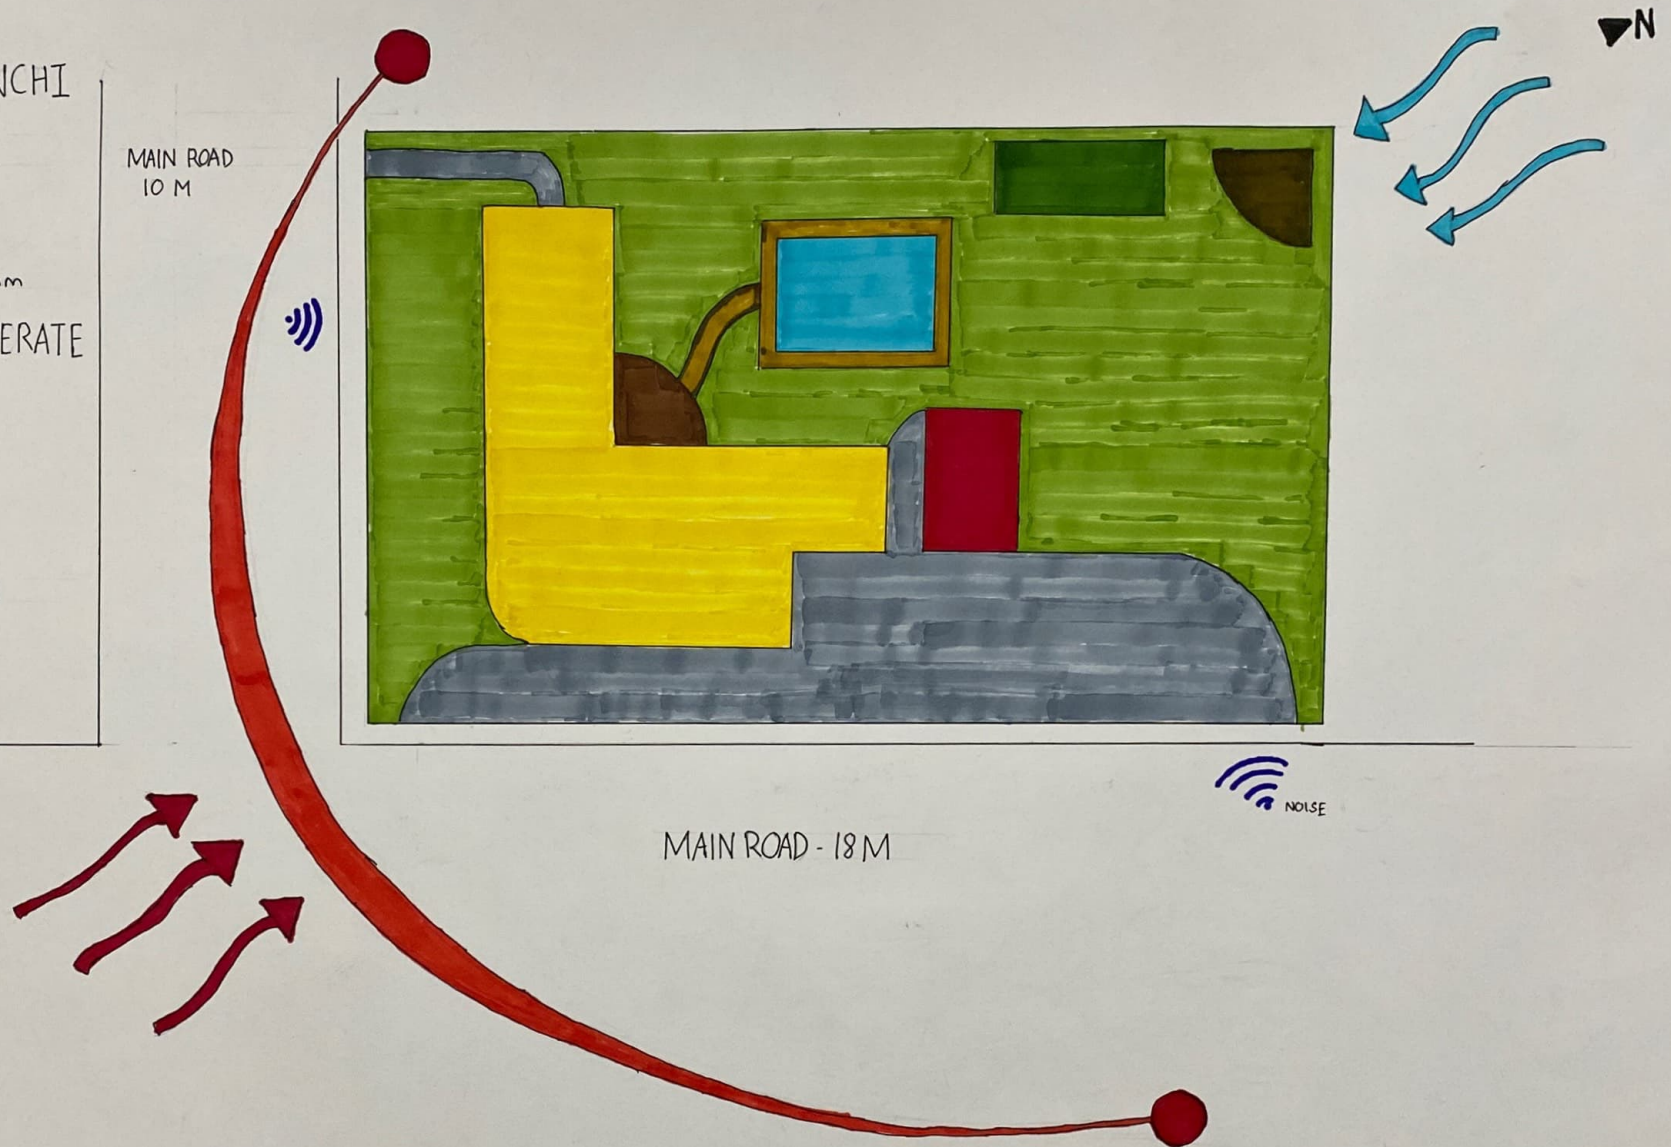 NCHI
MAIN ROAD
10 M
m
ERATE
N
NOISE
MAIN ROAD - 18 M